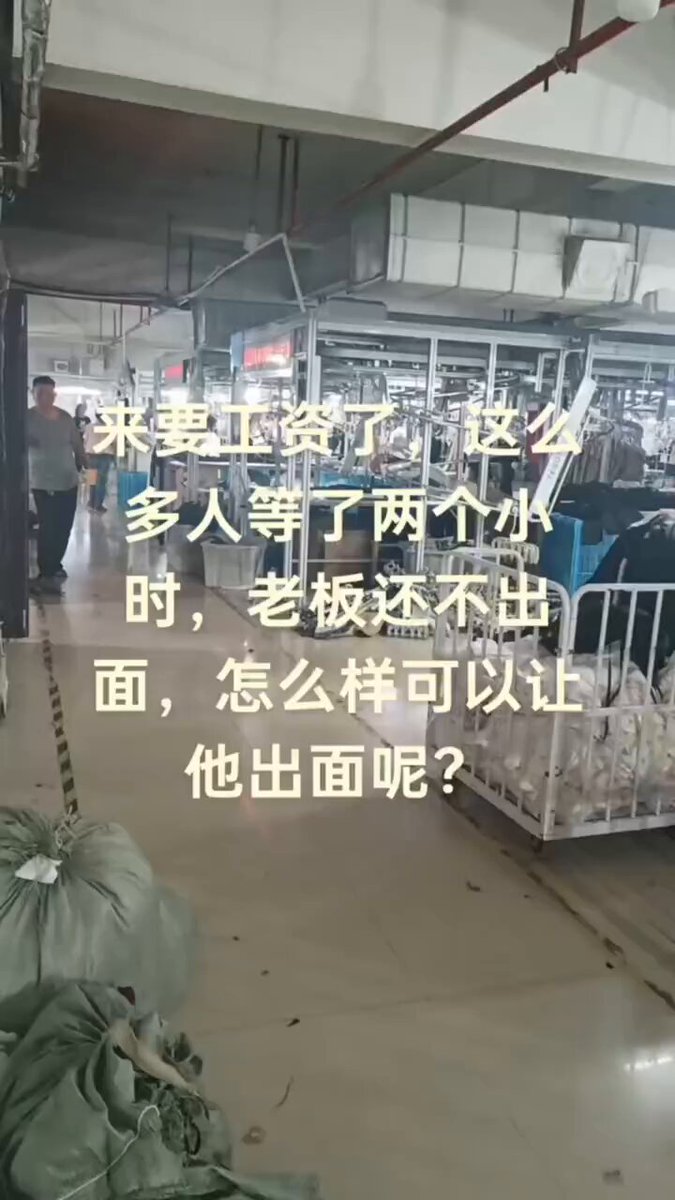 来要工资了，这么
多人等了两个小
时，老板还不出
面，怎么样可以让
他出面呢？